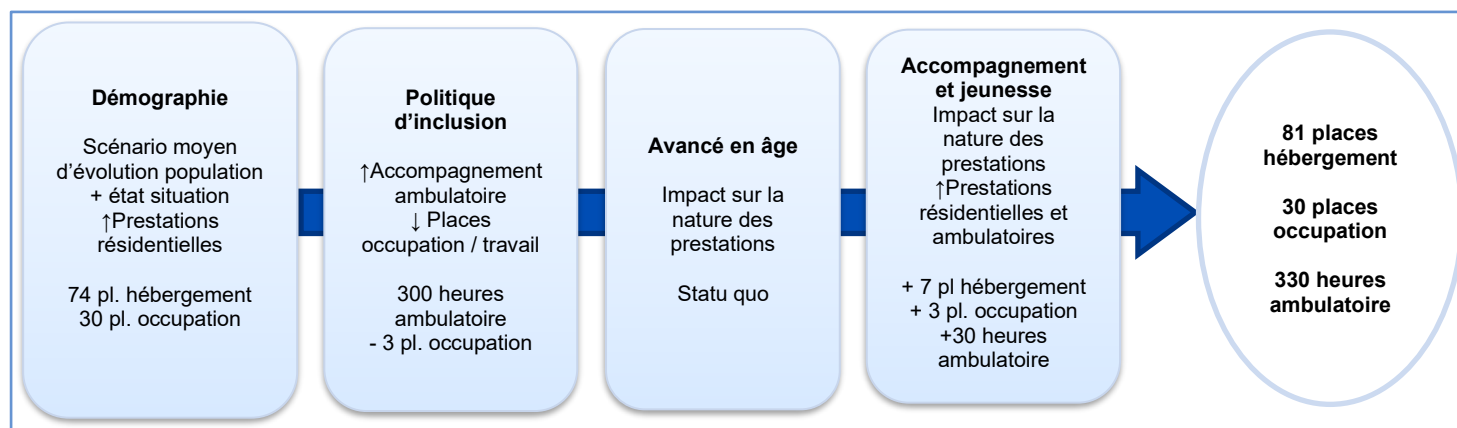 Démographie
Scénario moyen
d'évolution population
+ état situation
↑Prestations
résidentielles
74 pl. hébergement
30 pl. occupation
Politique
d'inclusion
↑Accompagnement
ambulatoire
↓ Places
occupation / travail
300 heures
ambulatoire
- 3 pl. occupation
Avancé en âge
Impact sur la
nature des
prestations
Statu quo
Accompagnement
et jeunesse
Impact sur la
nature des
prestations
↑Prestations
résidentielles et
ambulatoires
+ 7 pl hébergement
+ 3 pl. occupation
+30 heures
ambulatoire
81 places
hébergement
30 places
occupation
330 heures
ambulatoire